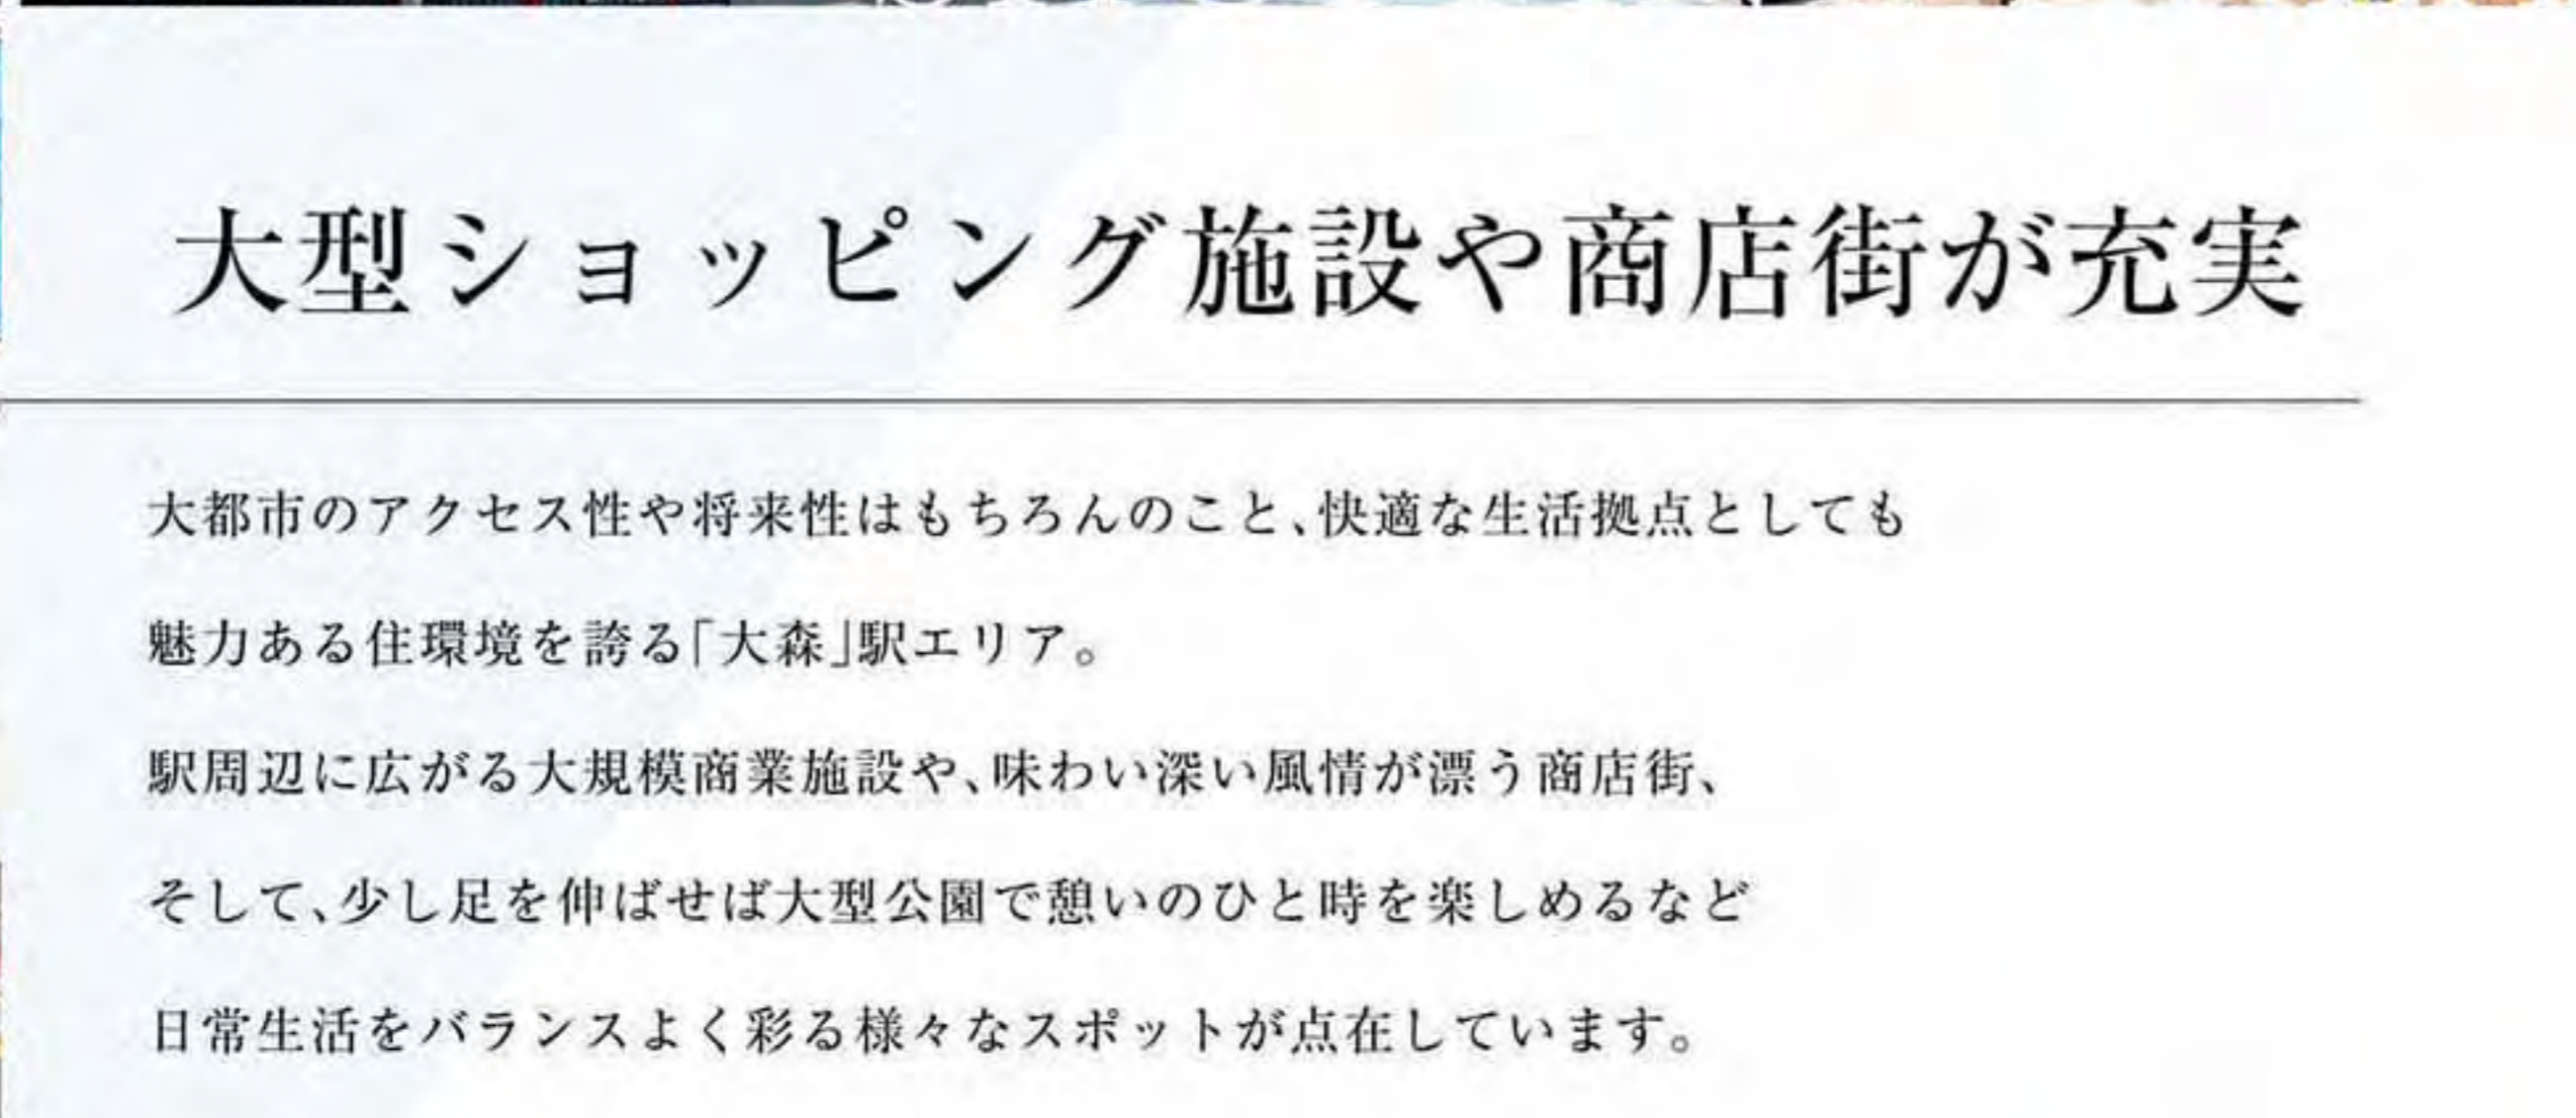 大型ショッピング施設や商店街が充実
大都市のアクセス性や将来性はもちろんのこと、快適な生活拠点としても
魅力ある住環境を誇る「大森」駅エリア。
駅周辺に広がる大規模商業施設や、味わい深い風情が漂う商店街、
そして、少し足を伸ばせば大型公園で憩いのひと時を楽しめるなど
日常生活をバランスよく彩る様々なスポットが点在しています。